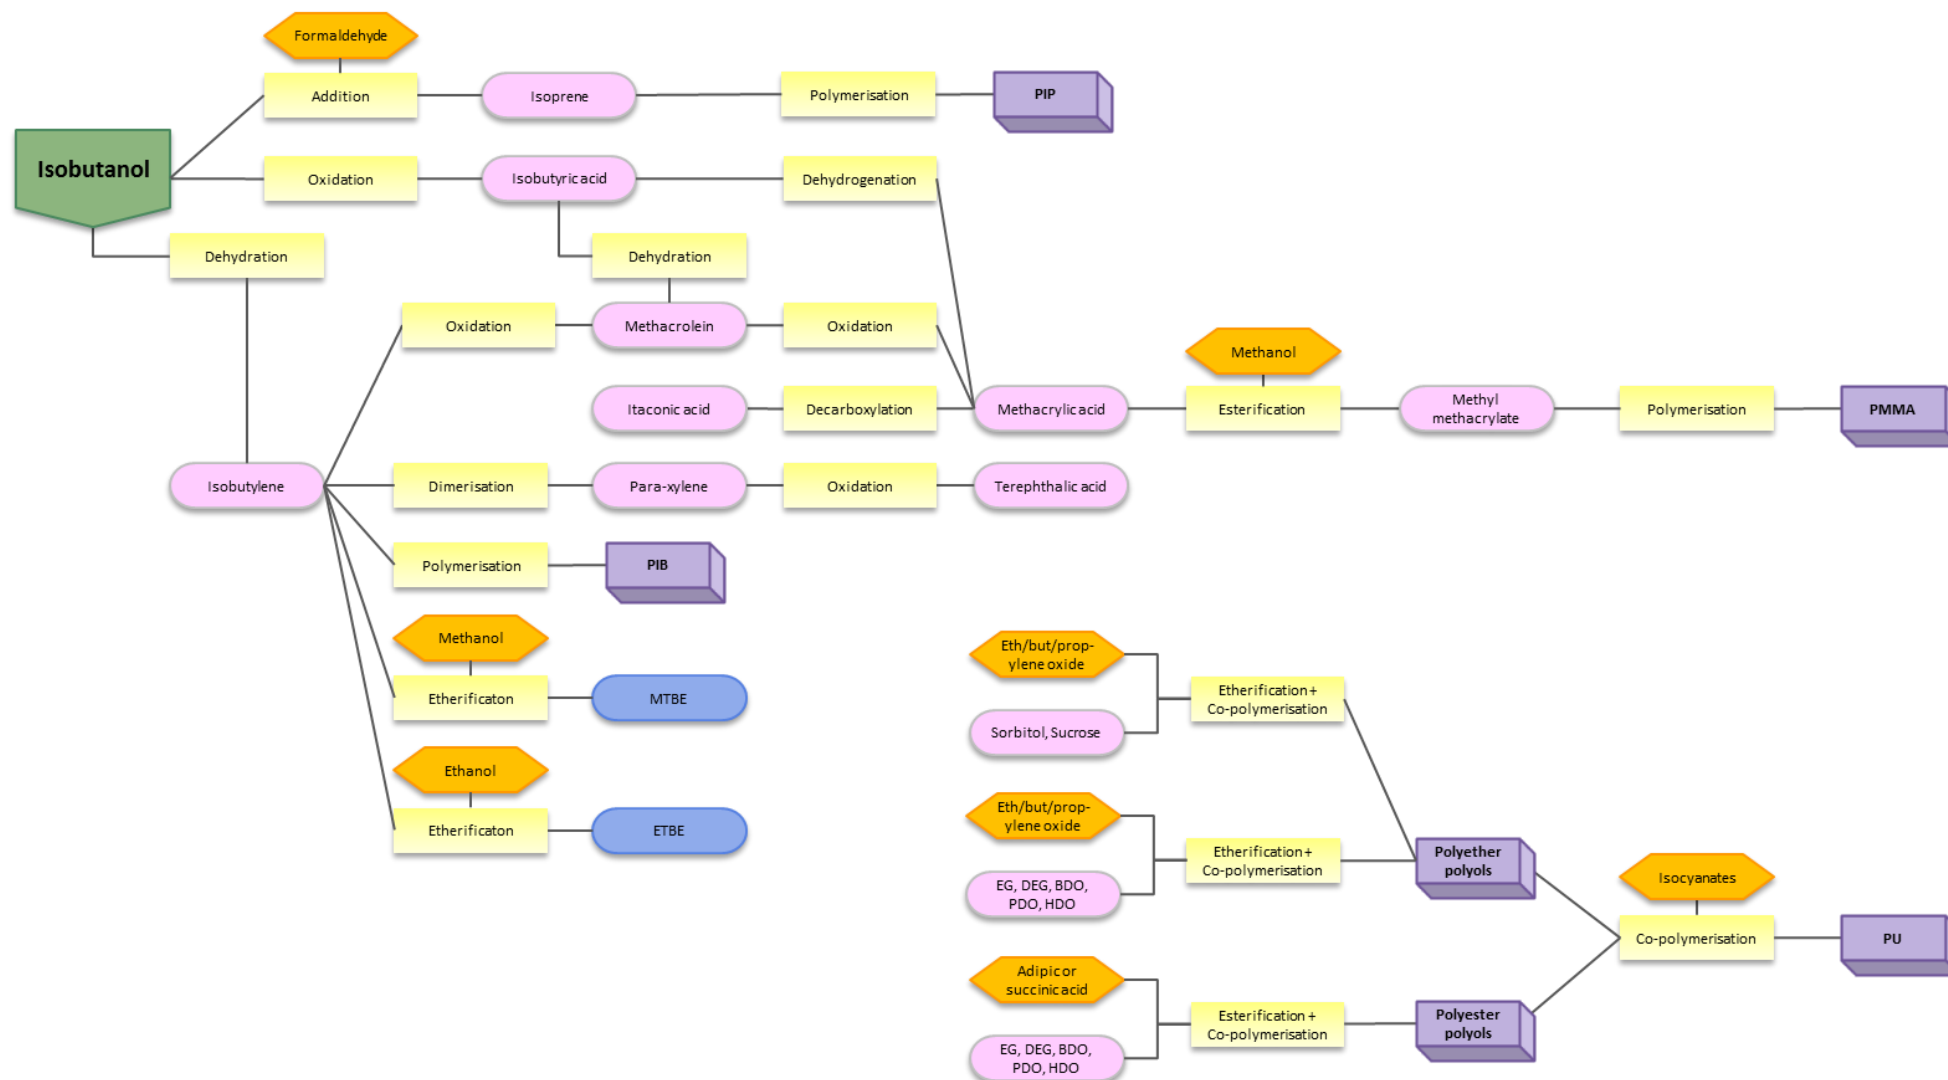 Formaldehyde
Addition
Isoprene
Polymerisation
PIP
Isobutanol
Oxidation
Isobutyric acid
Dehydrogenation
Dehydration
Dehydration
Oxidation
Methacrolein
Oxidation
Methanol
Itaconic acid
Decarboxylation
Methacrylic acid
Esterification
Methyl
methacrylate
Polymerisation
PMMA
Isobutylene
Dimerisation
Para-xylene
Oxidation
Terephthalic acid
Polymerisation
PIB
Methanol
Etherificaton
MTBE
Ethanol
Etherificaton
ETBE
Eth/but/prop-
ylene oxide
Etherification +
Co-polymerisation
Sorbitol, Sucrose
Eth/but/prop-
ylene oxide
Etherification +
Co-polymerisation
EG, DEG, BDO,
PDO, HDO
Polyether
polyols
Isocyanates
Co-polymerisation
PU
Adipic or
succinic acid
Esterification +
Co-polymerisation
EG, DEG, BDO,
PDO, HDO
Polyester
polyols